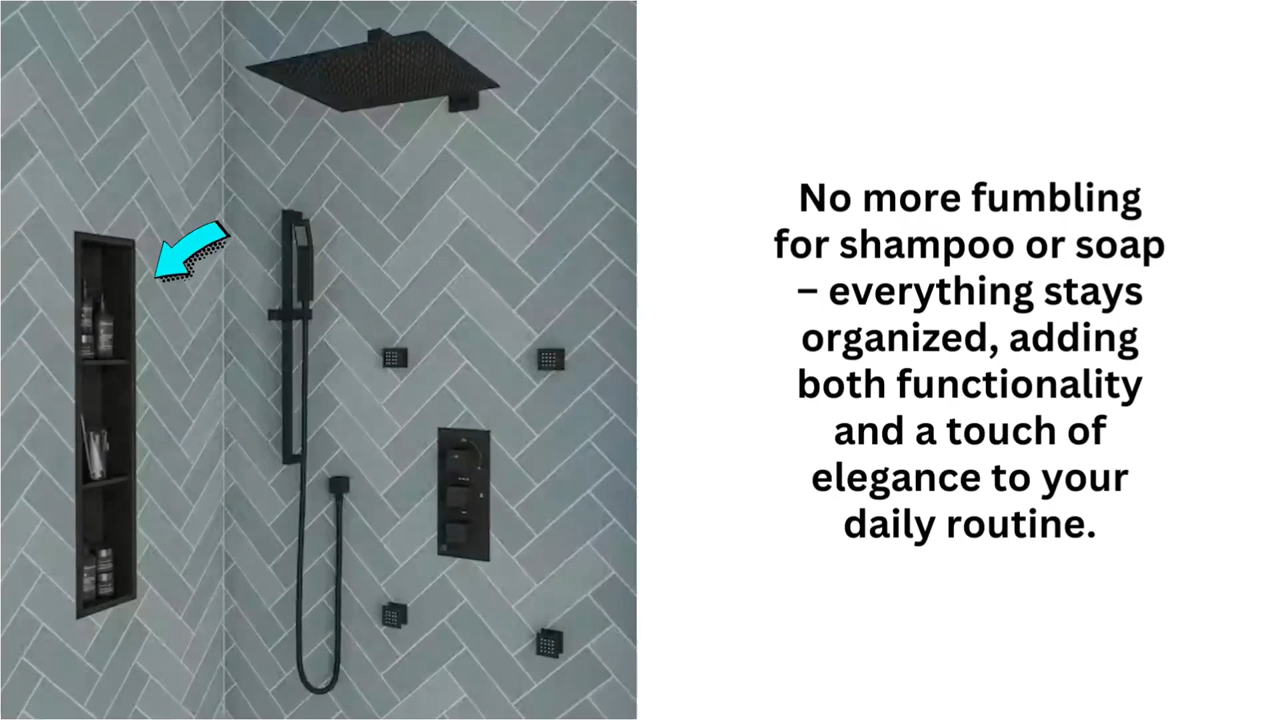 No more fumbling
for shampoo or soap
– everything stays
organized, adding
both functionality
and a touch of
elegance to your
daily routine.